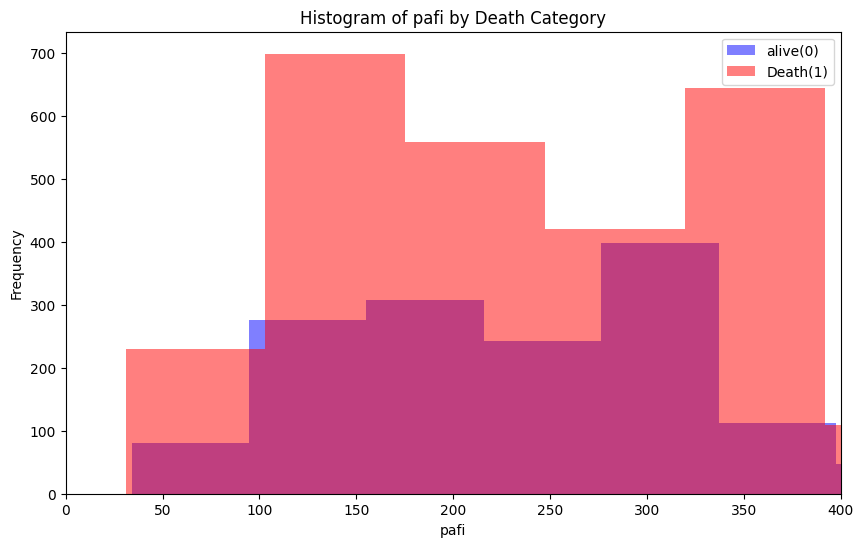 Histogram of pafi by Death Category
alive(0)
Death(1)
Frequency
700
600
500
400
300
200
100
0
0 50 100 150 200 250 300 350 400
pafi